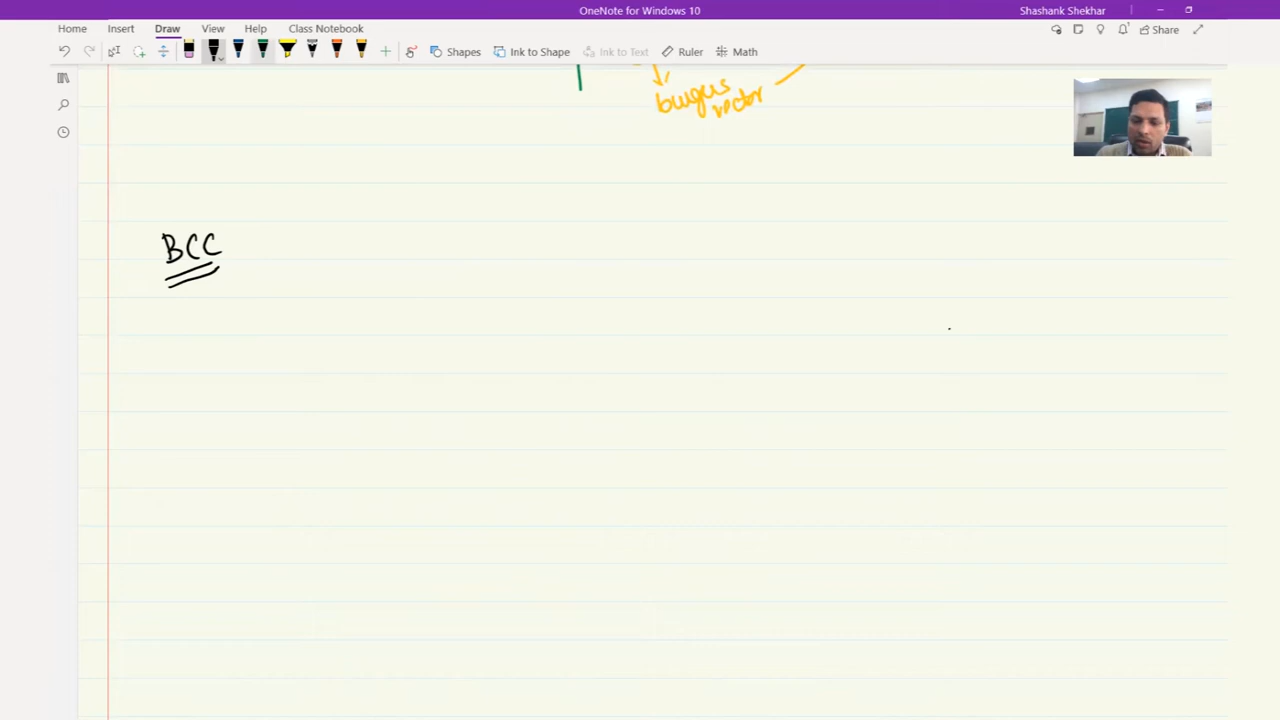 OneNote for Windows 10
Shashank Shekhar
Home Insert Draw View Help Class Notebook
Share
Shapes Ink to Shape Ink to Text Ruler Math
burgus
vector
BCC